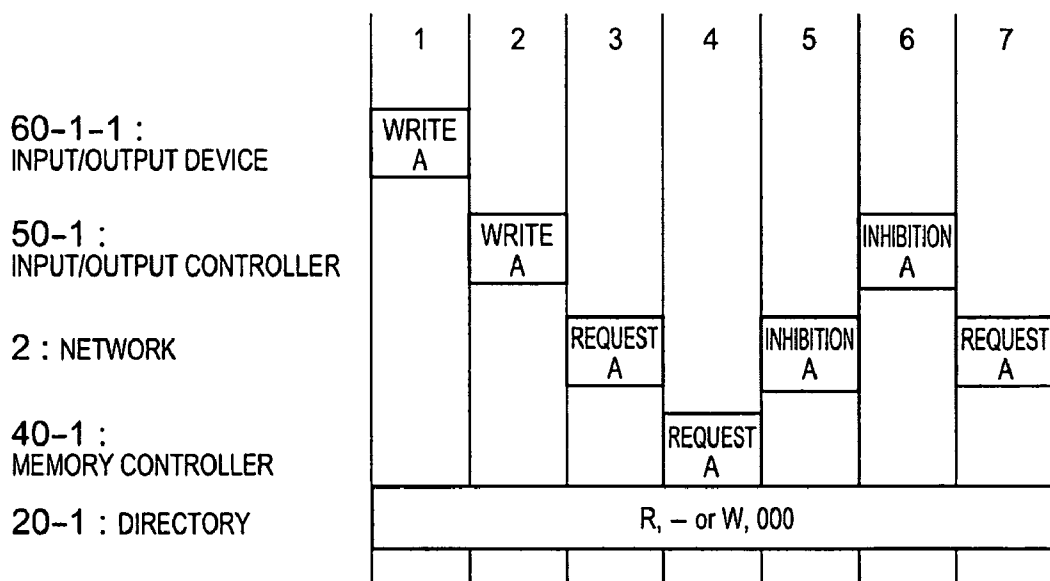 1 2 3 4 5 6 7
60-1-1 : WRITE
INPUT/OUTPUT DEVICE A
50-1 : WRITE INHIBITION
INPUT/OUTPUT CONTROLLER A A
2 : NETWORK REQUEST INHIBITION REQUEST
A A A
40-1 : REQUEST
MEMORY CONTROLLER A
20-1 : DIRECTORY R, – or W, 000